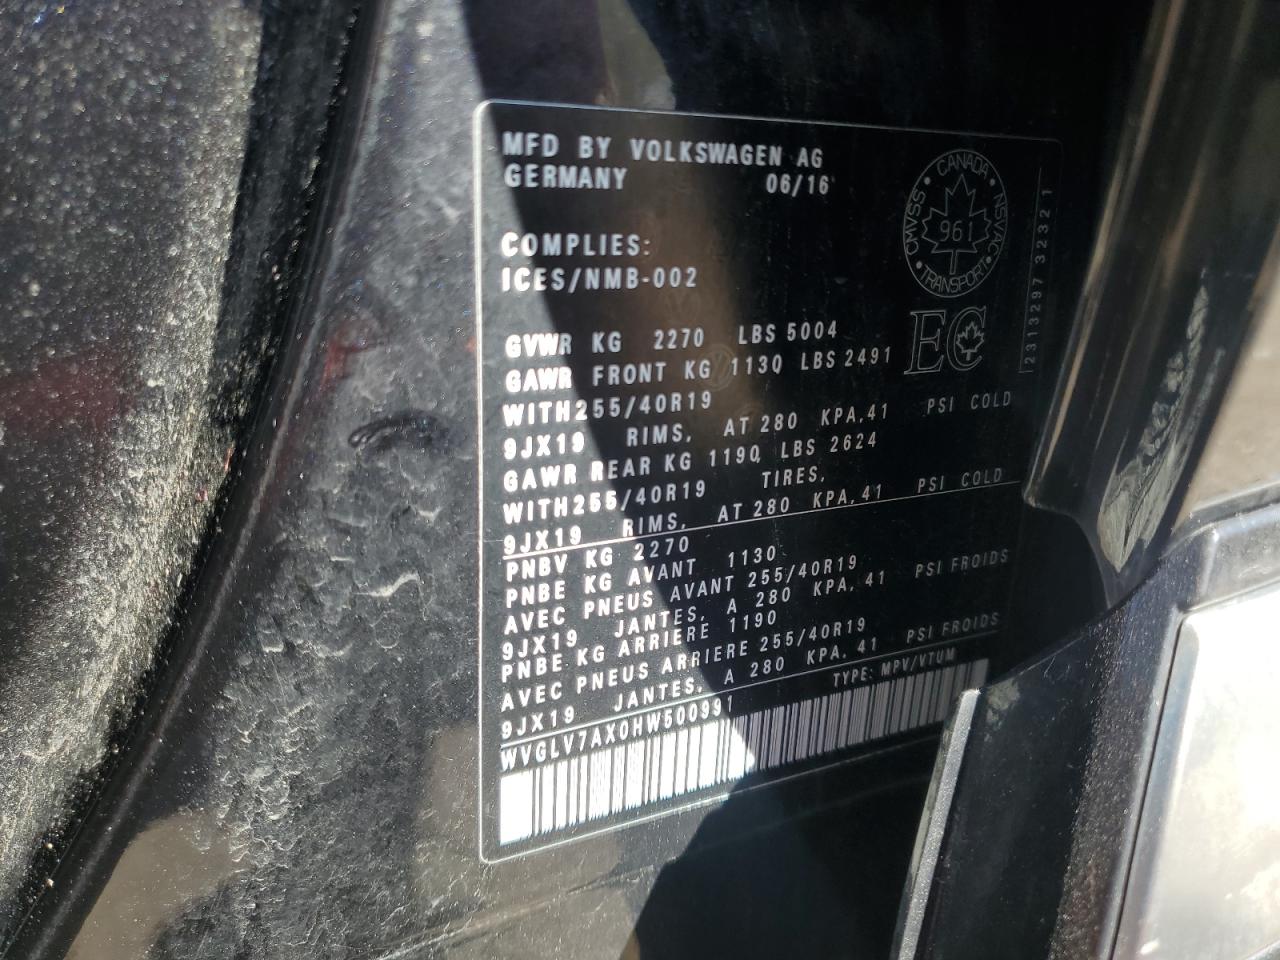 MFD BY VOLKSWAGEN AG
GERMANY 06/16
CANADA
CMVSS NSVAC
961
TRANSPORT
COMPLIES:
ICES/NMB-002
EC
GVWR KG 2270 LBS 5004
GAWR FRONT KG 1130 LBS 2491
WITH255/40R19
9JX19 RIMS, AT 280 KPA,41 PSI COLD
GAWR REAR KG 1190 LBS 2624
WITH255/40R19 TIRES,
9JX19 RIMS, AT 280 KPA,41 PSI COLD
PNBV KG 2270
PNBE KG AVANT 1130
AVEC PNEUS AVANT 255/40R19
9JX19 JANTES, A 280 KPA,41 PSI FROIDS
PNBE KG ARRIERE 1190
AVEC PNEUS ARRIERE 255/40R19
9JX19 JANTES, A 280 KPA,41 PSI FROIDS
WVGLV7AX0HW500991 TYPE: MPV/VTUM